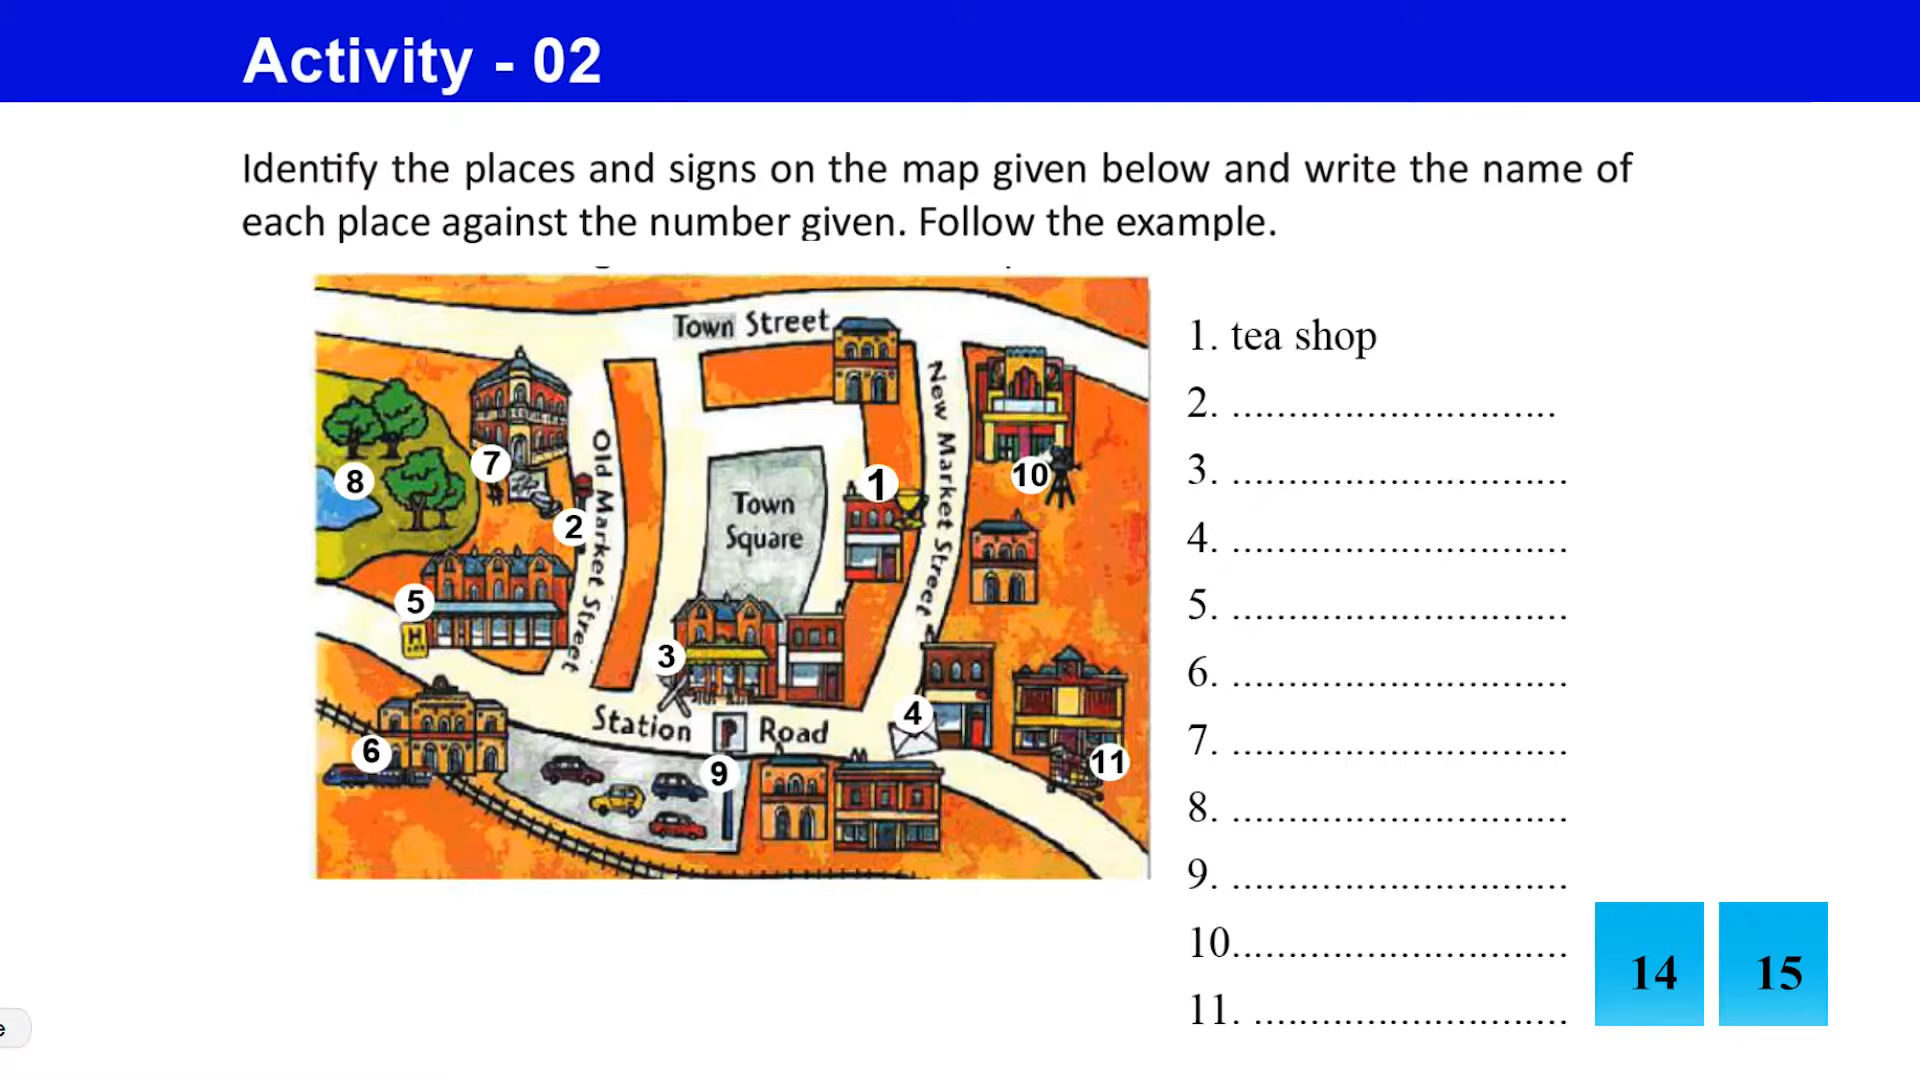 Activity - 02
Identify the places and signs on the map given below and write the name of
each place against the number given. Follow the example.
Town Street
New Market Street
Old Market Street
Town
Square
Station P Road
7
8
2
1
10
5
3
4
6
9
11
H
1. tea shop
2. ............................
3. .............................
4. .............................
5. .............................
6. .............................
7. .............................
8. .............................
9. .............................
10.............................
11. ...........................
14
15
e